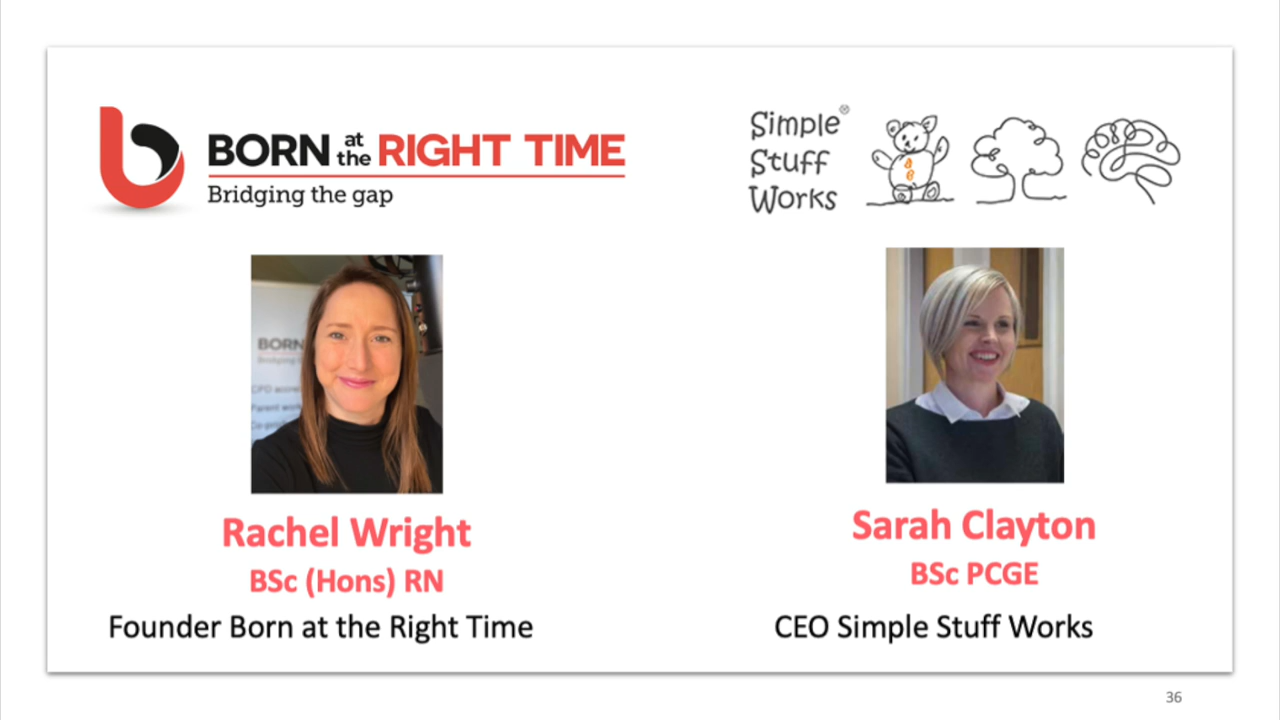 BORN at the RIGHT TIME
Bridging the gap
Simple®
Stuff
Works
BORN
Rachel Wright
BSc (Hons) RN
Founder Born at the Right Time
Sarah Clayton
BSc PCGE
CEO Simple Stuff Works
36